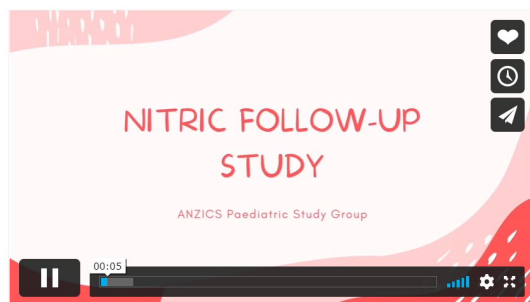 NITRIC FOLLOW-UP
STUDY
ANZICS Paediatric Study Group
00:05